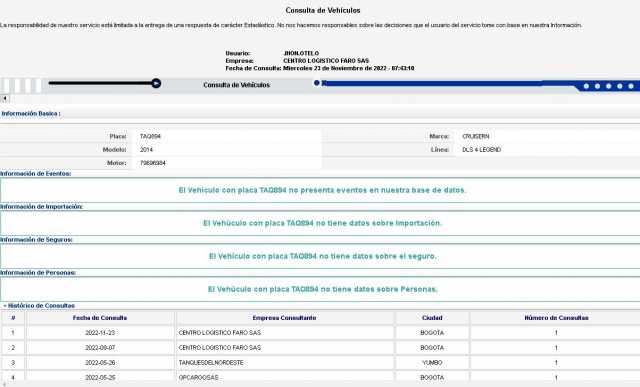 Consulta de Vehículos
La responsabilidad de nuestro servicio está limitada a la entrega de una respuesta de carácter Estadístico. No nos hacemos responsables sobre las decisiones que el usuario del servicio tome con base en nuestra Información.
Usuario: JHON.OTELO
Empresa: CENTRO LOGISTICO FARO SAS
Fecha de Consulta: Miercoles 23 de Noviembre de 2022 - 07:43:10
Consulta de Vehículos
Información Basica :
Placa: TAQ894 Marca: CRUISERN
Modelo: 2014 Línea: DLS 4 LEGEND
Motor: 79896984
Información de Eventos:
El Vehículo con placa TAQ894 no presenta eventos en nuestra base de datos.
Información de Importación:
El Vehúculo con placa TAQ894 no tiene datos sobre Importación.
Información de Seguros:
El Vehúculo con placa TAQ894 no tiene datos sobre el seguro.
Información de Personas:
El Vehúculo con placa TAQ894 no tiene datos sobre Personas.
Histórico de Consultas
# Fecha de Consulta Empresa Consultante Ciudad Número de Consultas
1 2022-11-23 CENTRO LOGISTICO FARO SAS BOGOTA 1
2 2022-09-07 CENTRO LOGISTICO FARO SAS BOGOTA 1
3 2022-05-26 TANQUESDELNORDESTE YUMBO 1
4 2022-05-25 OPCARGOSAS BOGOTA 1